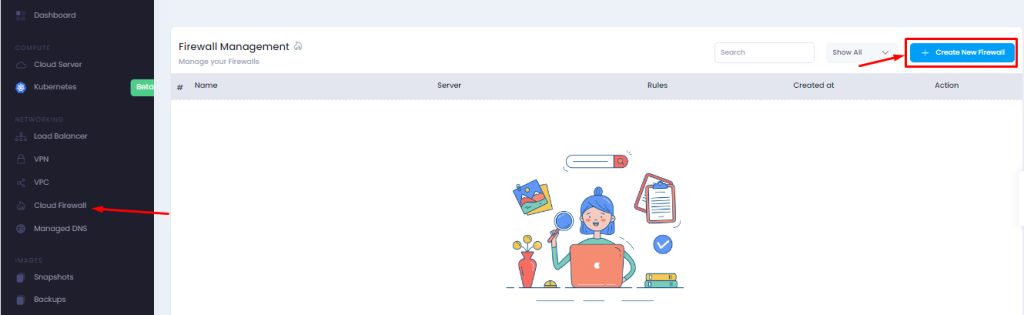 Dashboard
COMPUTE
Cloud Server
Kubernetes Beta
NETWORKING
Load Balancer
VPN
VPC
Cloud Firewall
Managed DNS
IMAGES
Snapshots
Backups
Firewall Management
Manage your Firewalls
Search
Show All
+ Create New Firewall
# Name Server Rules Created at Action